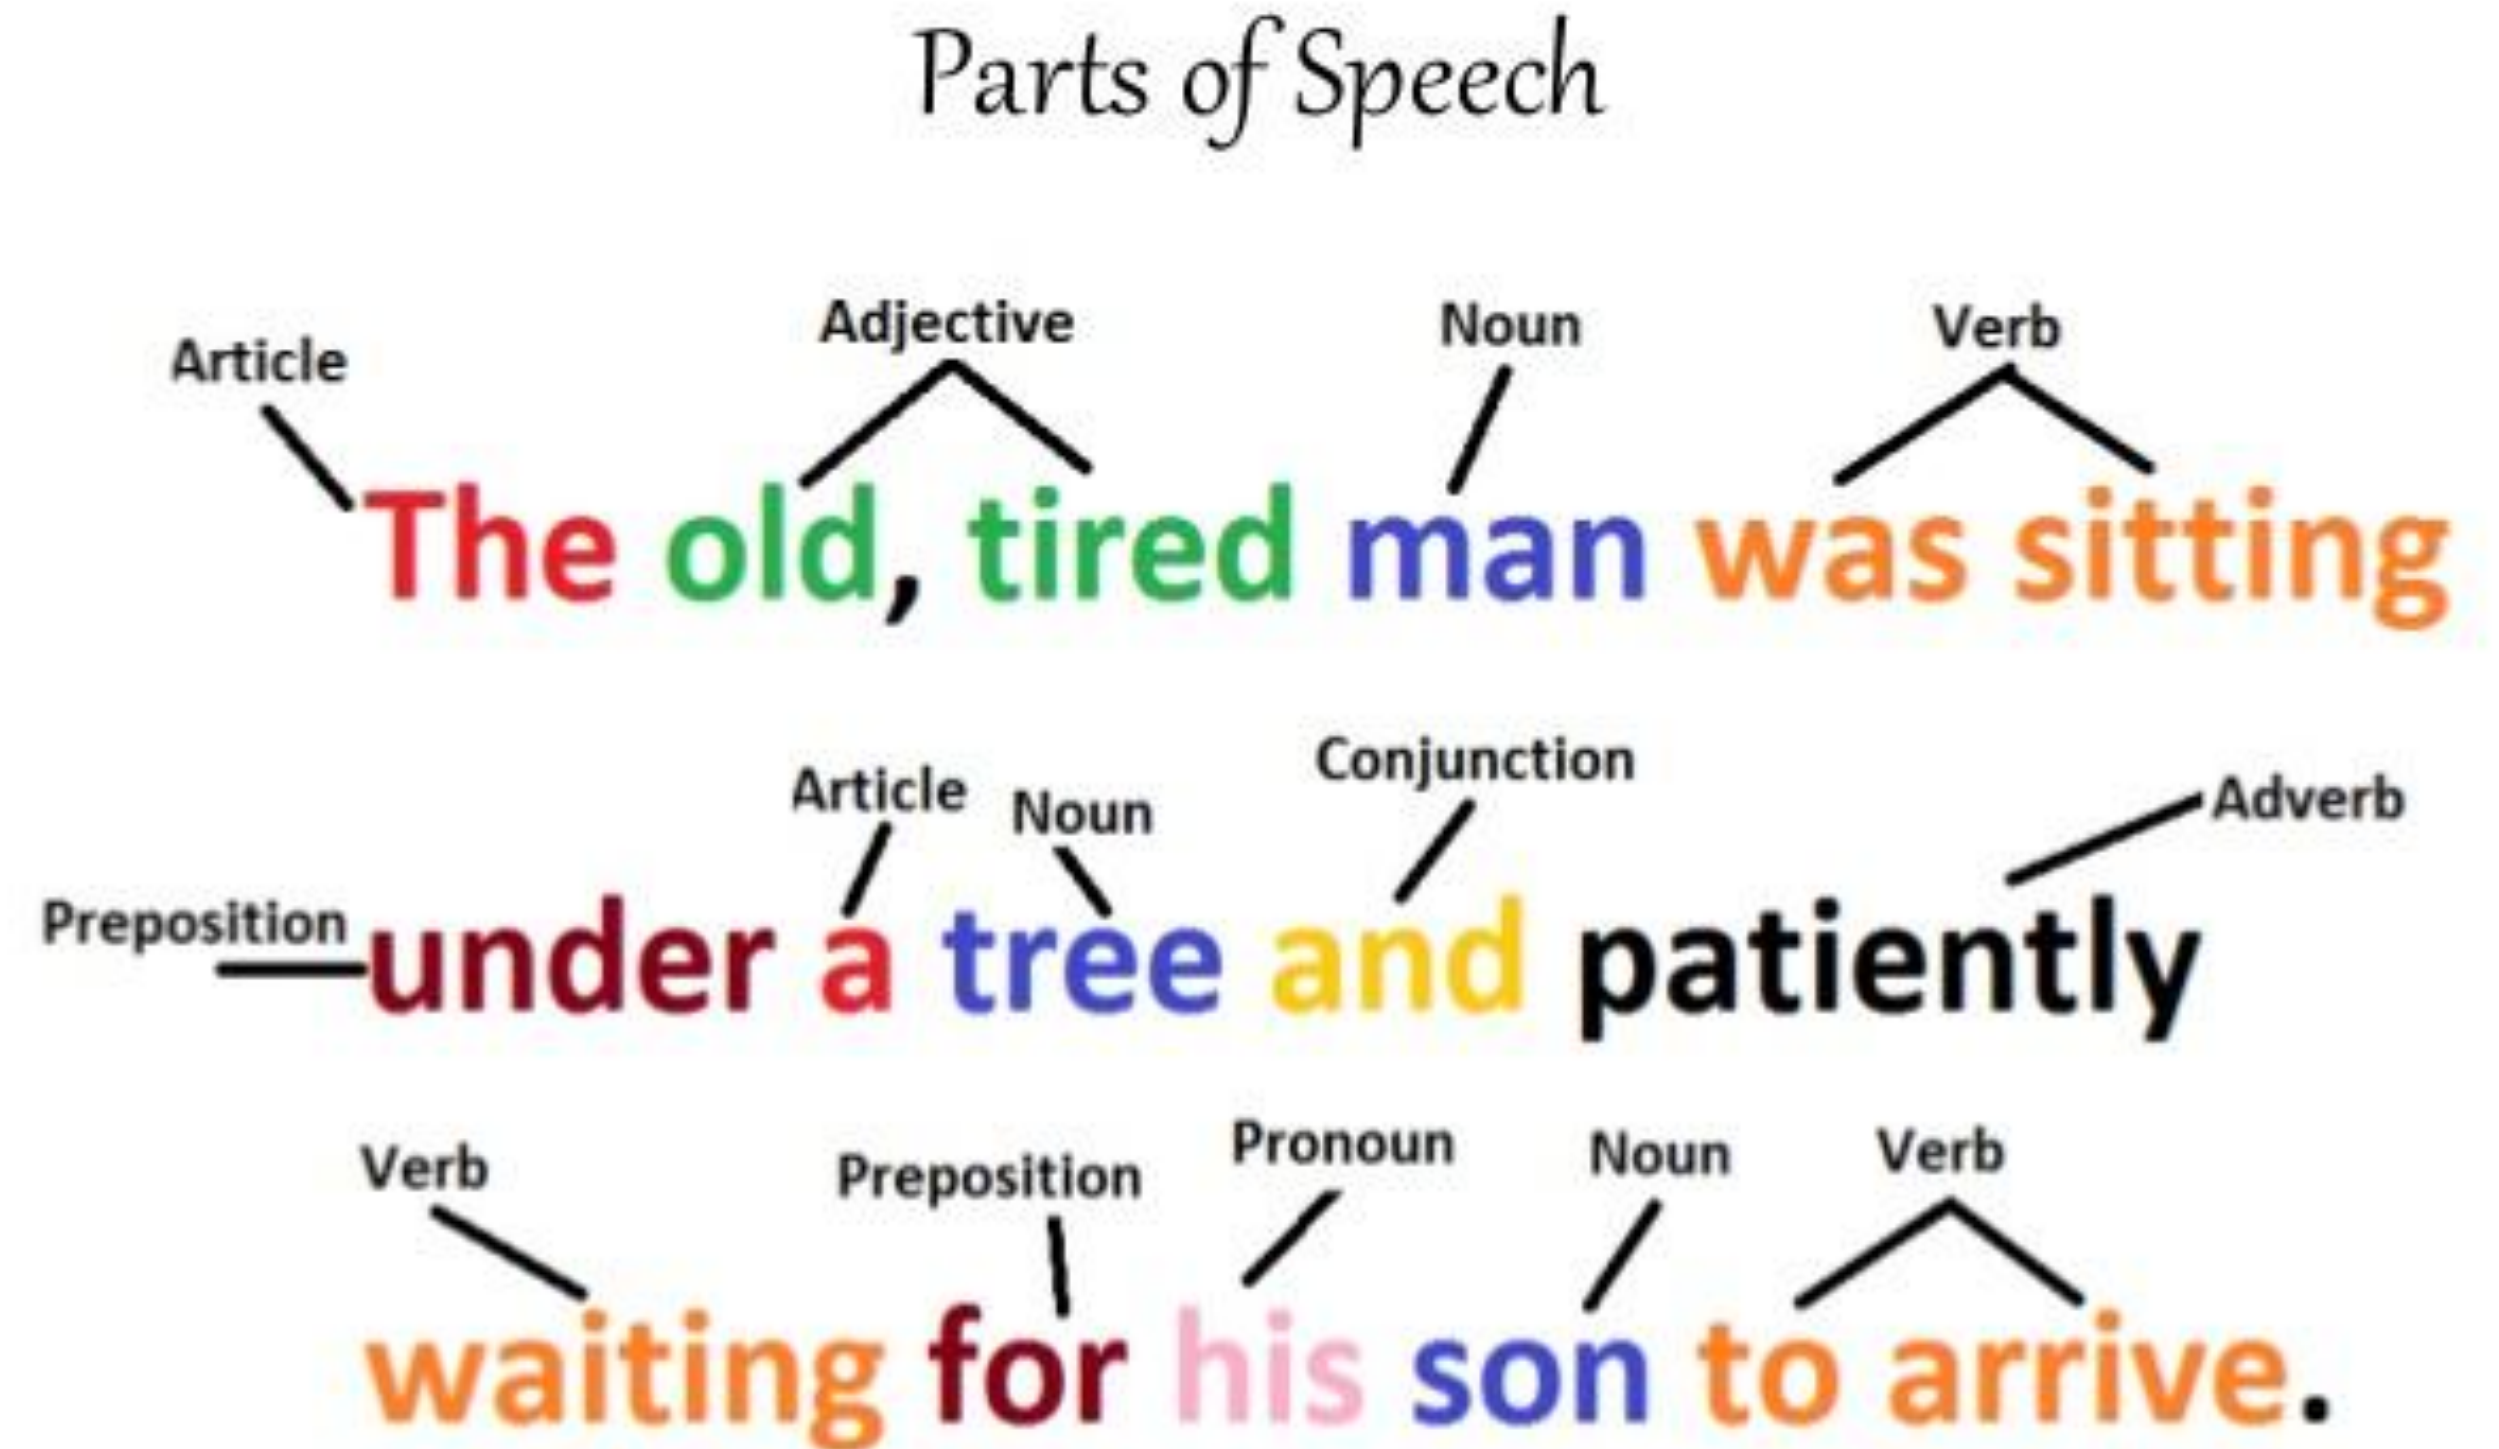 Parts of Speech
Article Adjective Noun Verb
The old, tired man was sitting
Preposition Article Noun Conjunction Adverb
under a tree and patiently
Verb Preposition Pronoun Noun Verb
waiting for his son to arrive.